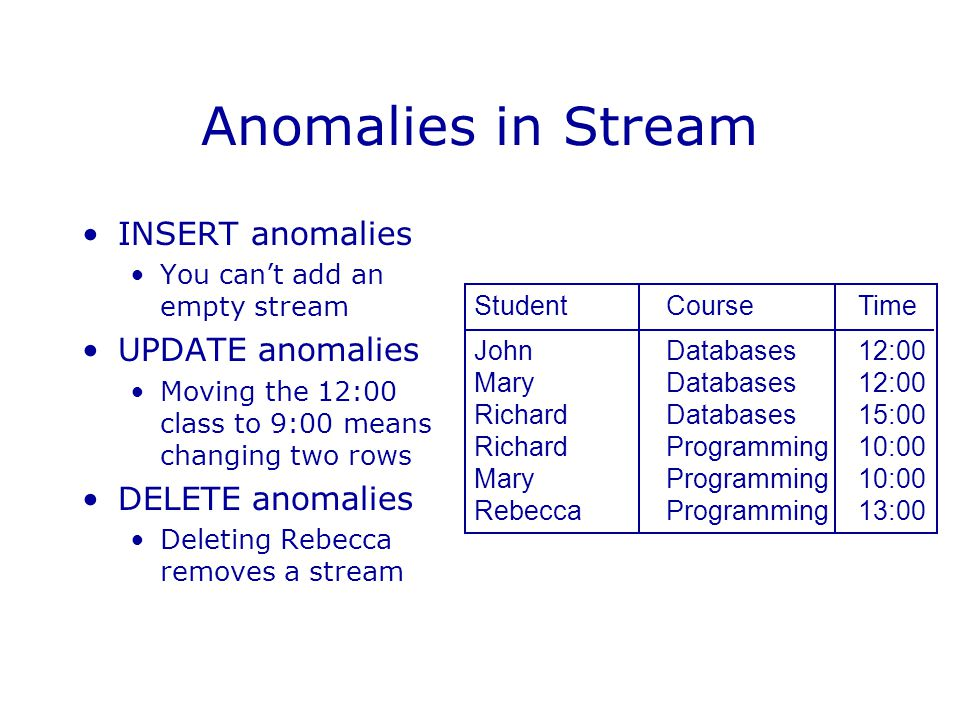 Anomalies in Stream
• INSERT anomalies
• You can’t add an
empty stream
• UPDATE anomalies
• Moving the 12:00
class to 9:00 means
changing two rows
• DELETE anomalies
• Deleting Rebecca
removes a stream
Student Course Time
John Databases 12:00
Mary Databases 12:00
Richard Databases 15:00
Richard Programming 10:00
Mary Programming 10:00
Rebecca Programming 13:00